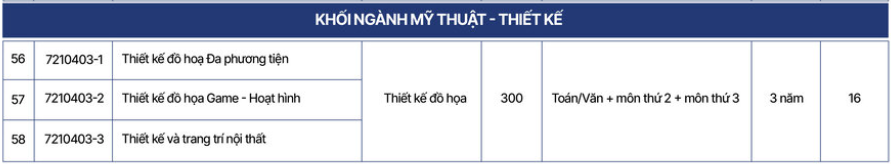 KHỐI NGÀNH MỸ THUẬT - THIẾT KẾ
56 7210403-1 Thiết kế đồ hoạ Đa phương tiện
57 7210403-2 Thiết kế đồ họa Game - Hoạt hình Thiết kế đồ họa 300 Toán/Văn + môn thứ 2 + môn thứ 3 3 năm 16
58 7210403-3 Thiết kế và trang trí nội thất